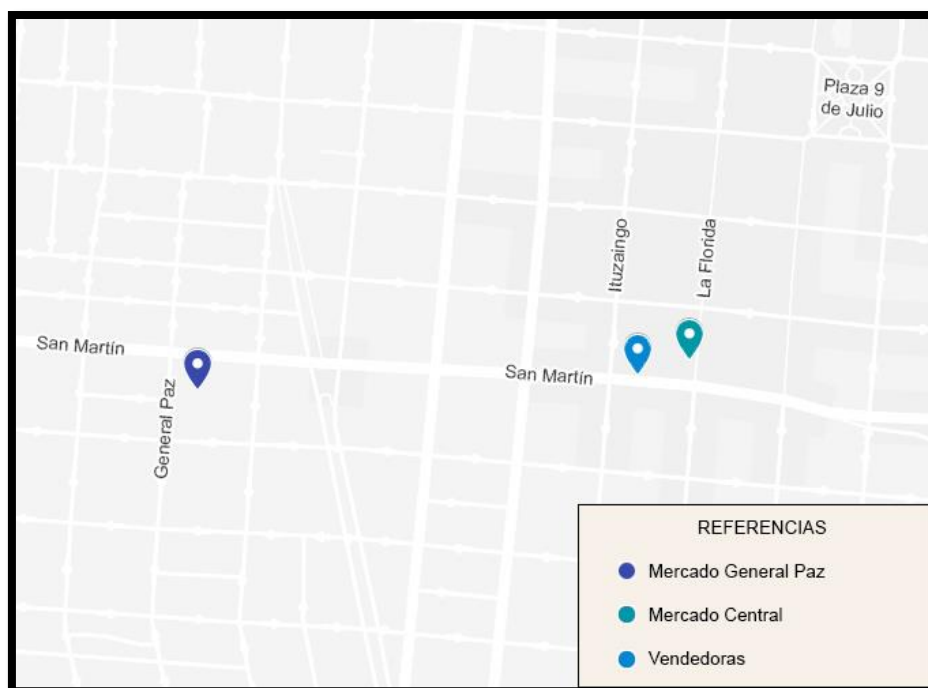 Plaza 9
de Julio
Ituzaingo
La Florida
San Martín
San Martín
General Paz
REFERENCIAS
Mercado General Paz
Mercado Central
Vendedoras